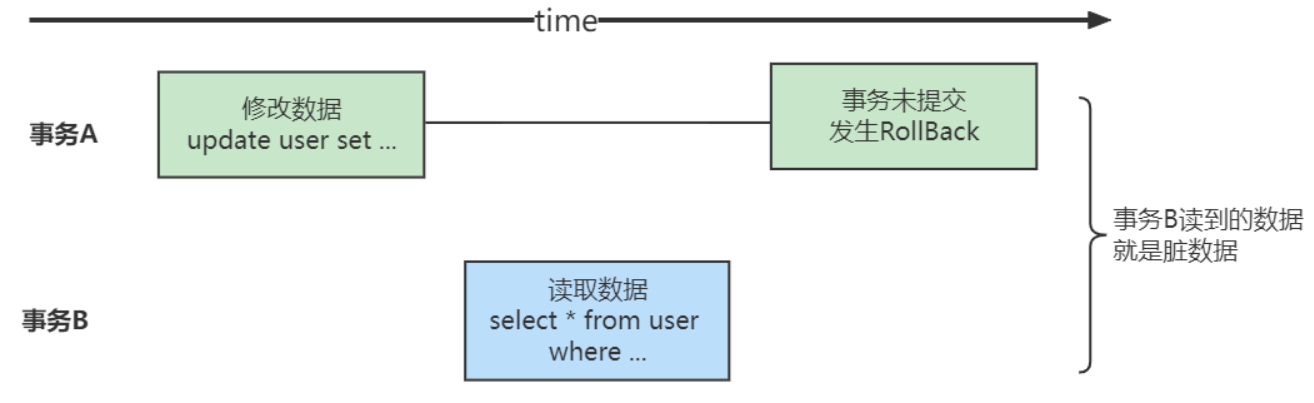 time
事务A
修改数据
update user set ...
事务未提交
发生RollBack
事务B读到的数据
就是脏数据
事务B
读取数据
select * from user
where ...